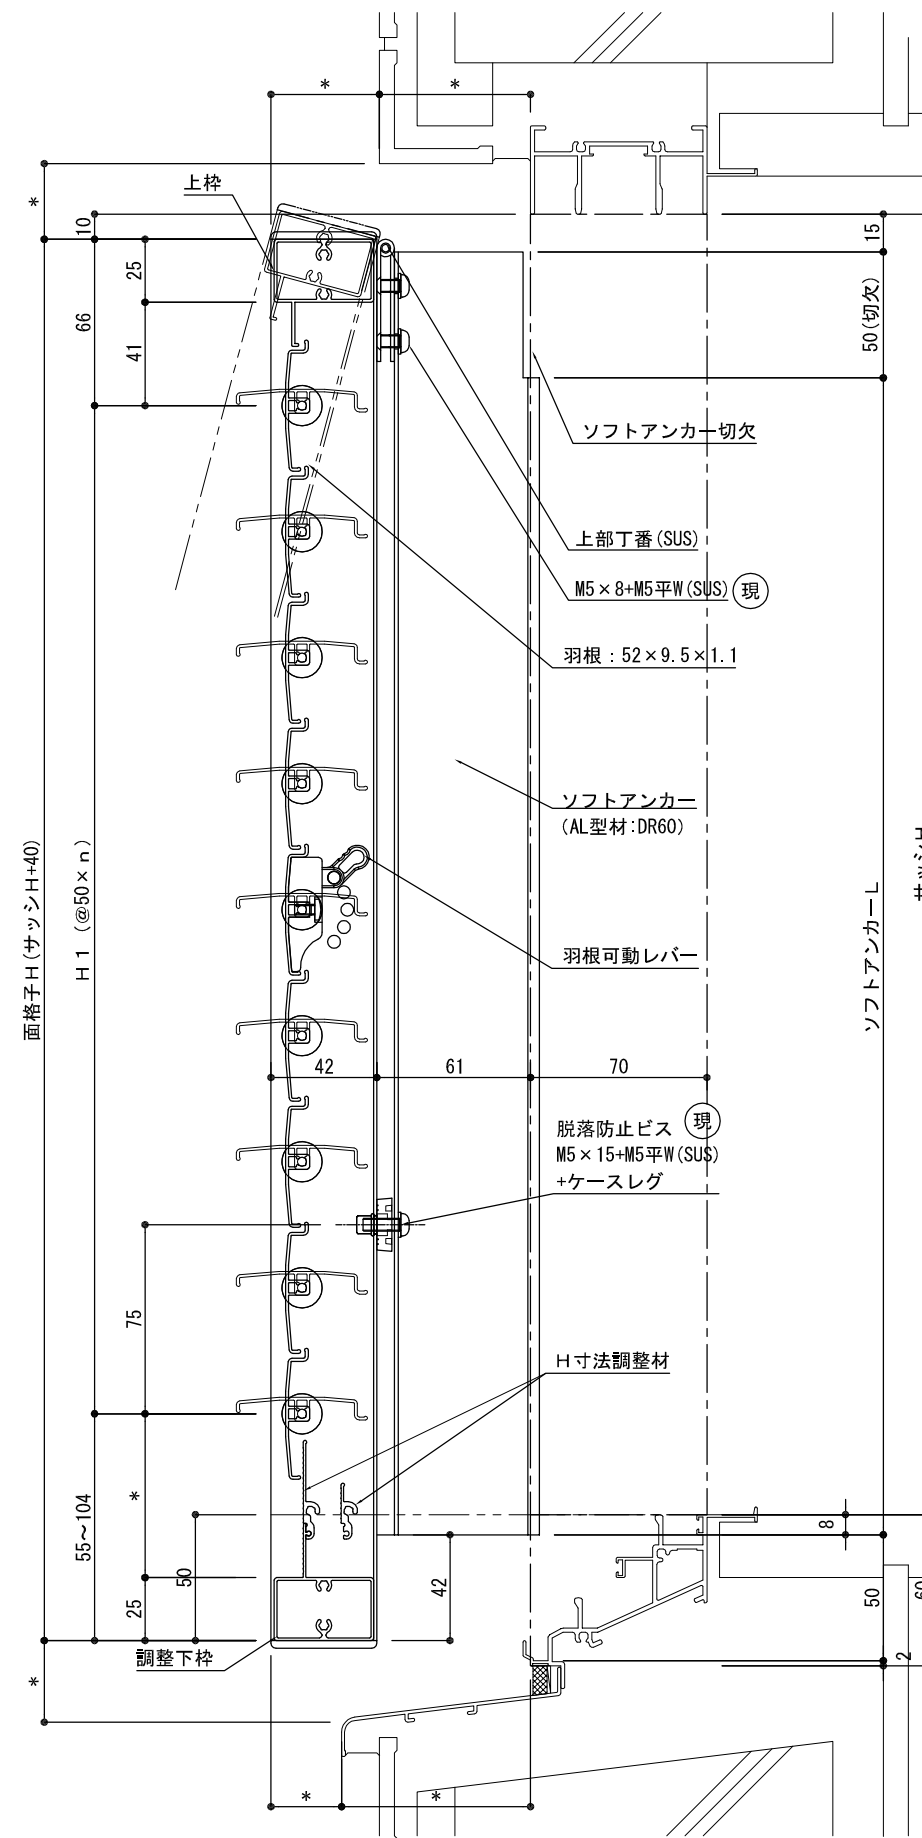 *
*
上枠
*
10
15
25
66
50(切欠)
41
ソフトアンカー切欠
上部丁番(SUS)
M5×8+M5平W(SUS) 現
羽根：52×9.5×1.1
ソフトアンカー
(AL型材:DR60)
面格子H(サッシH+40)
H1 (@50×n)
ソフトアンカーL
羽根可動レバー
42
61
70
脱落防止ビス 現
M5×15+M5平W(SUS)
+ケースレグ
75
H寸法調整材
*
55～104
50
8
42
25
50
60
調整下枠
2
*
*
*